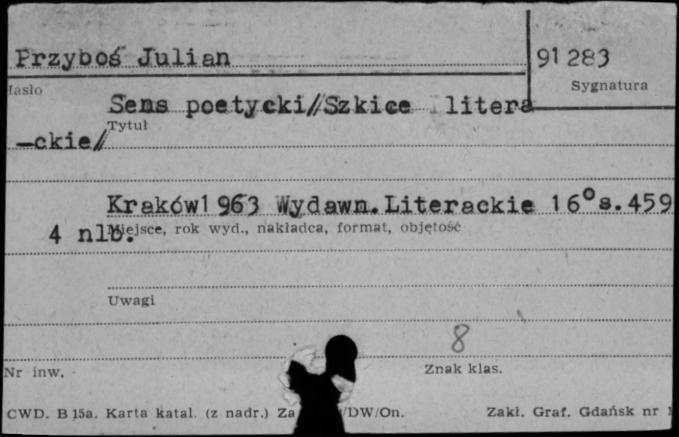 Przyboś Julian 91 283
Hasło Sygnatura
Sens poetycki/Szkice litera
Tytuł
-ckie/
Kraków1963 Wydawn.Literackie 16° s.459
4 nlb.
Miejsce, rok wyd., nakładca, format, objętość
Uwagi
8
Nr inw. Znak klas.
CWD. B 15a. Karta katal. (z nadr.) Za /DW/On. Zakł. Graf. Gdańsk nr 1